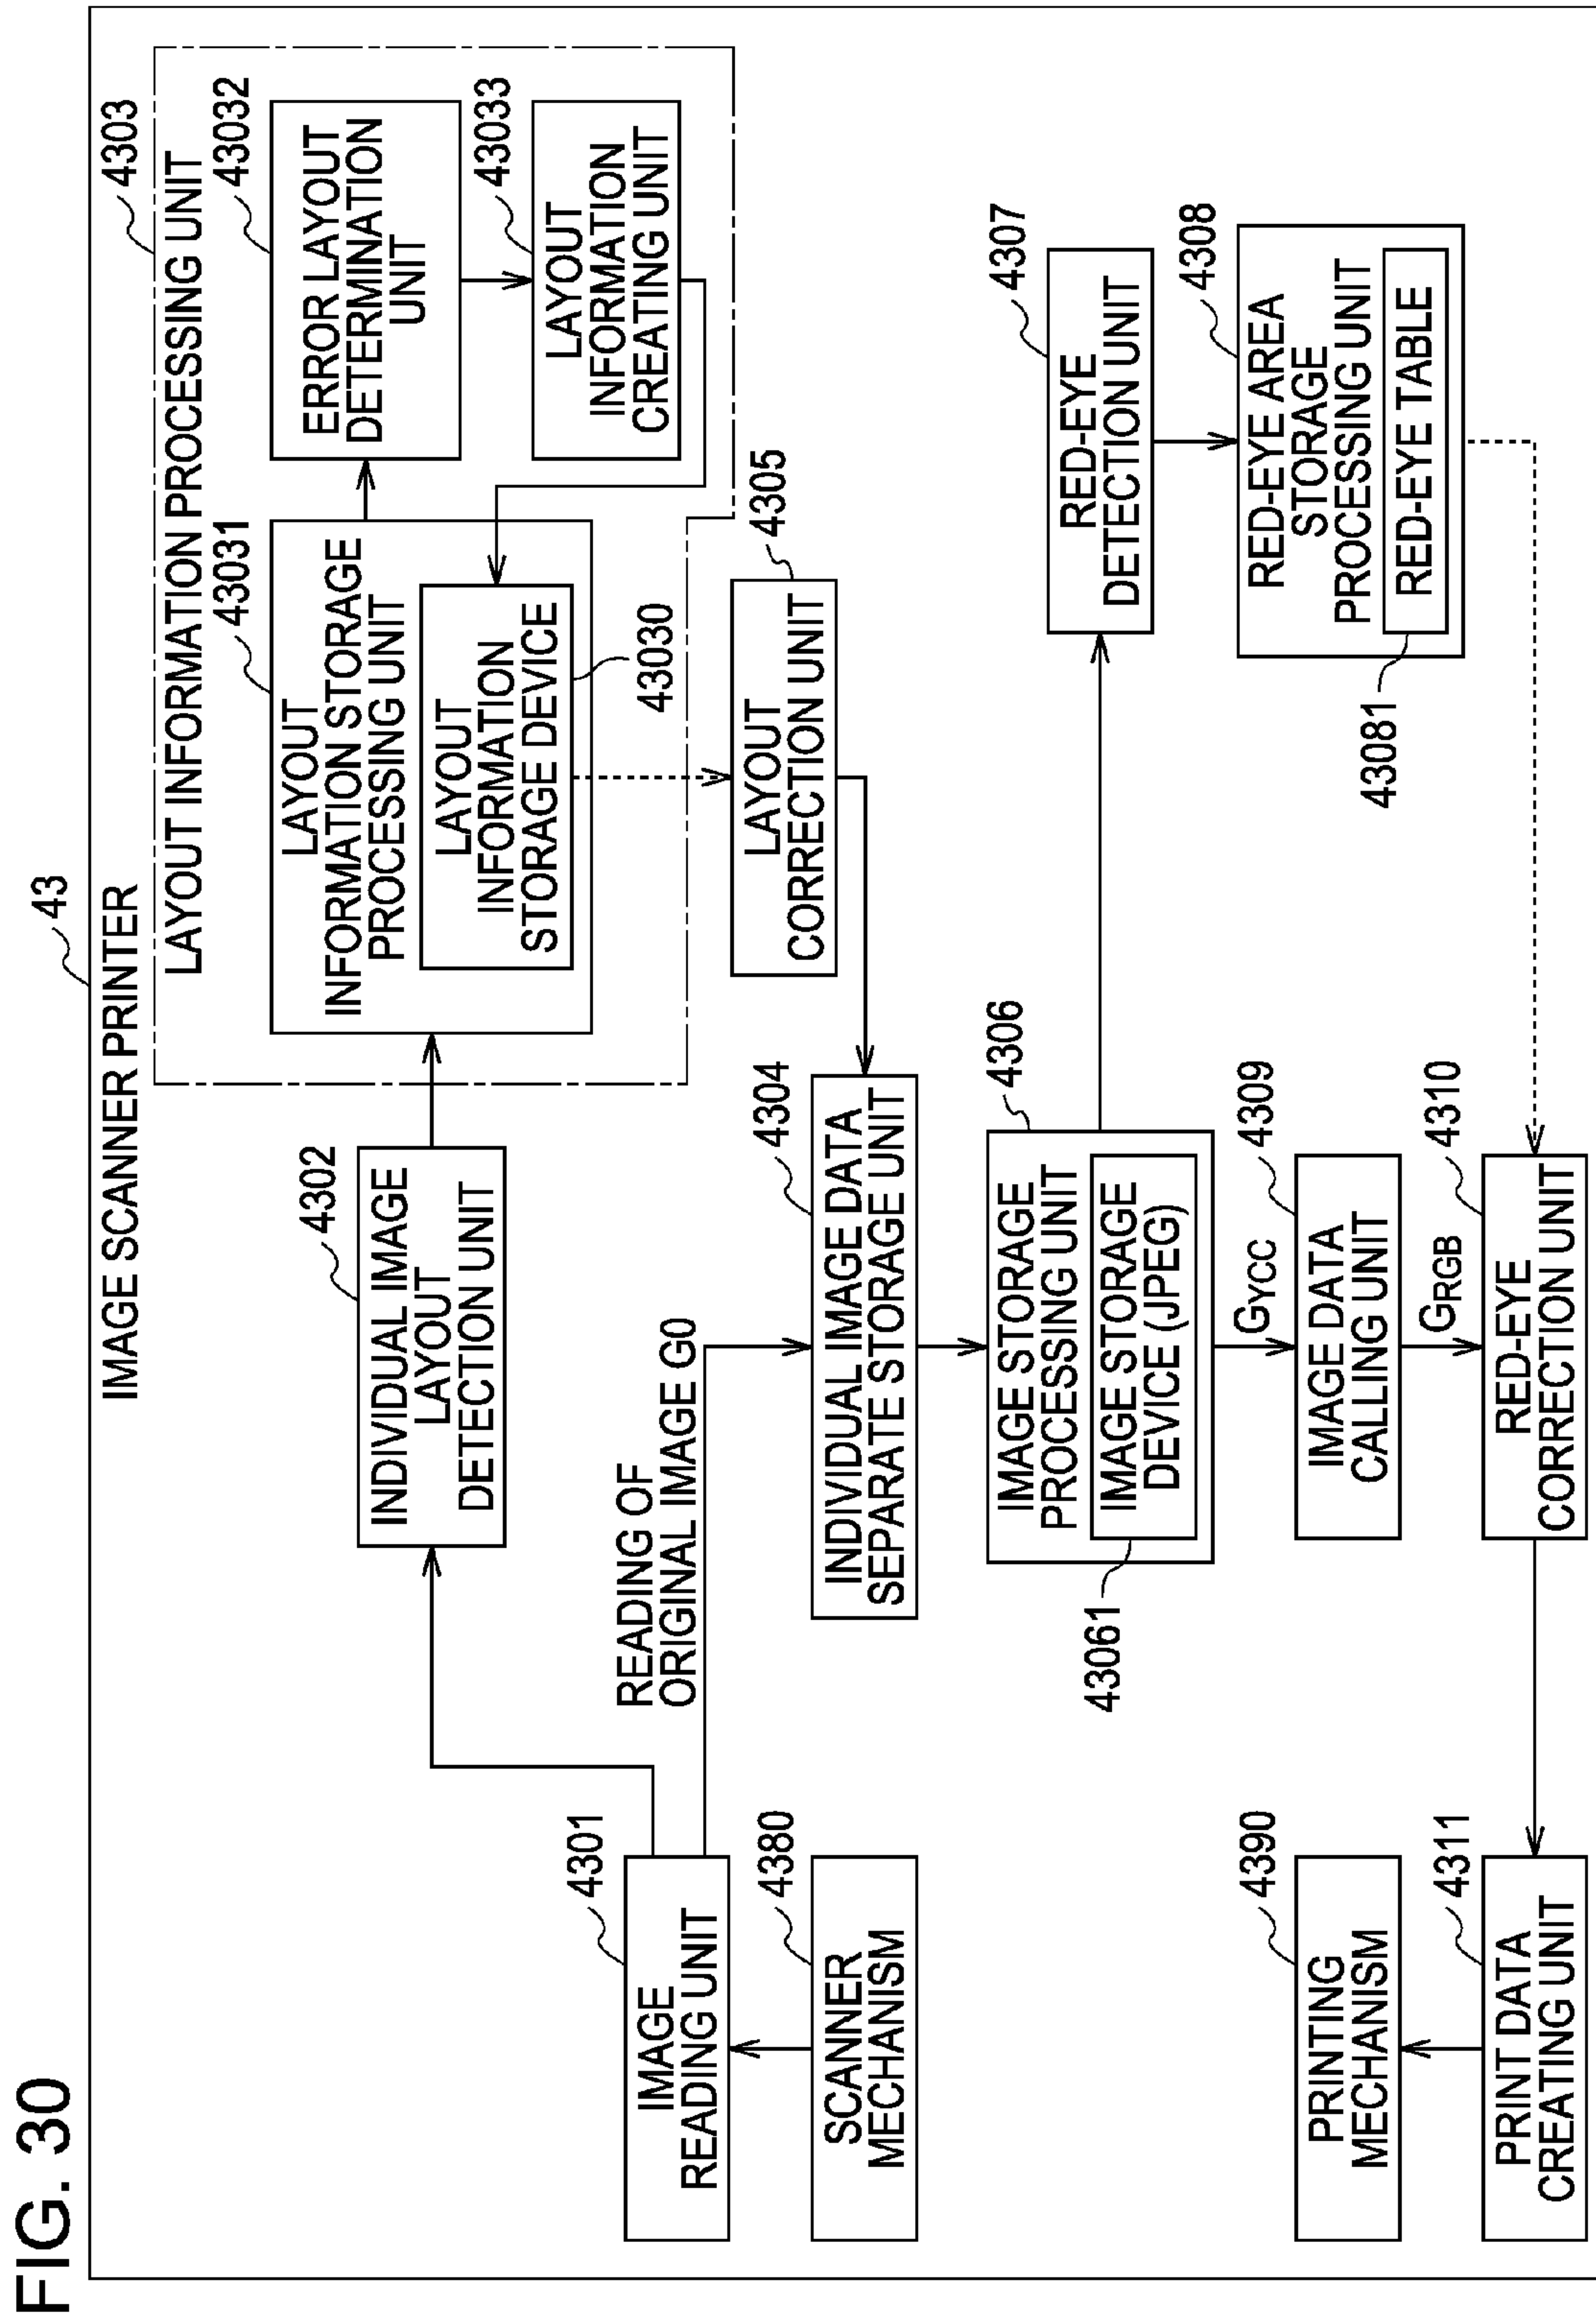 FIG. 30
IMAGE SCANNER PRINTER
43
LAYOUT INFORMATION PROCESSING UNIT
4303
4301
IMAGE
READING UNIT
4380
SCANNER
MECHANISM
4302
INDIVIDUAL IMAGE
LAYOUT
DETECTION UNIT
43031
LAYOUT
INFORMATION STORAGE
PROCESSING UNIT
LAYOUT
INFORMATION
STORAGE DEVICE
43030
43032
ERROR LAYOUT
DETERMINATION
UNIT
43033
LAYOUT
INFORMATION
CREATING UNIT
READING OF
ORIGINAL IMAGE G0
4304
INDIVIDUAL IMAGE DATA
SEPARATE STORAGE UNIT
4305
LAYOUT
CORRECTION UNIT
4306
IMAGE STORAGE
PROCESSING UNIT
IMAGE STORAGE
DEVICE (JPEG)
43061
4307
RED-EYE
DETECTION UNIT
4308
RED-EYE AREA
STORAGE
PROCESSING UNIT
RED-EYE TABLE
43081
GYCC
4309
IMAGE DATA
CALLING UNIT
GRGB
4310
RED-EYE
CORRECTION UNIT
4390
PRINTING
MECHANISM
4311
PRINT DATA
CREATING UNIT